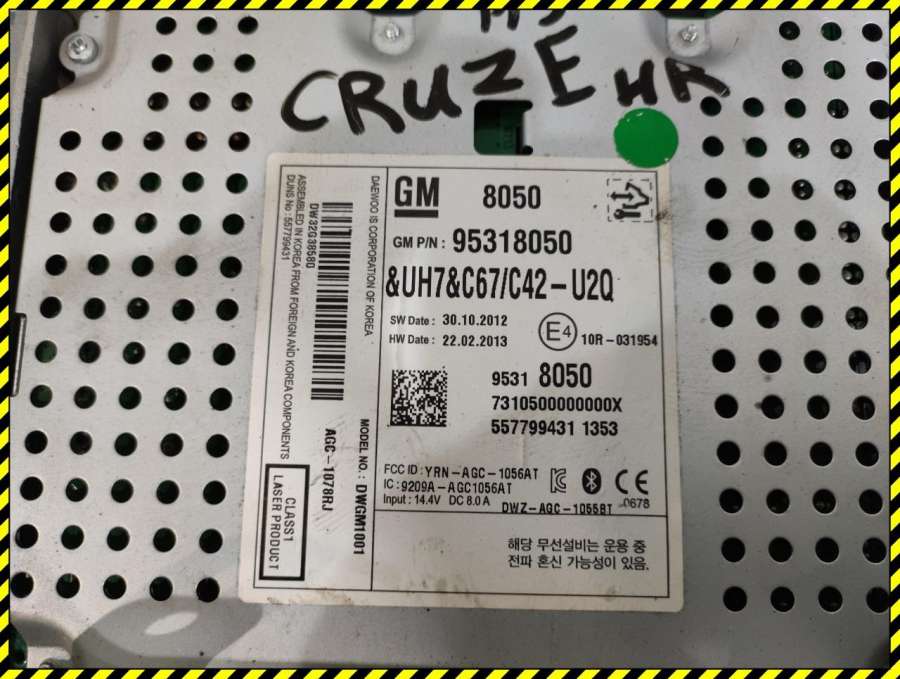 CRUZE HR
GM 8050
GM P/N : 95318050
&UH7&C67/C42-U2Q
SW Date : 30.10.2012
HW Date : 22.02.2013
E4 10R-031954
9531 8050
7310500000000X
557799431 1353
FCC ID : YRN-AGC-1056AT
IC : 9209A-AGC1056AT
Input : 14.4V DC 8.0 A
DWZ-AGC-1055BT
0678
해당 무선설비는 운용 중
전파 혼신 가능성이 있음.
DAEWOO IS CORPORATION OF KOREA
MODEL NO. : DWGM1001
DW32G38580
AGC-1078RJ
ASSEMBLED IN KOREA FROM FOREIGN AND KOREA COMPONENTS
DUNS No : 557799431
CLASS1
LASER PRODUCT